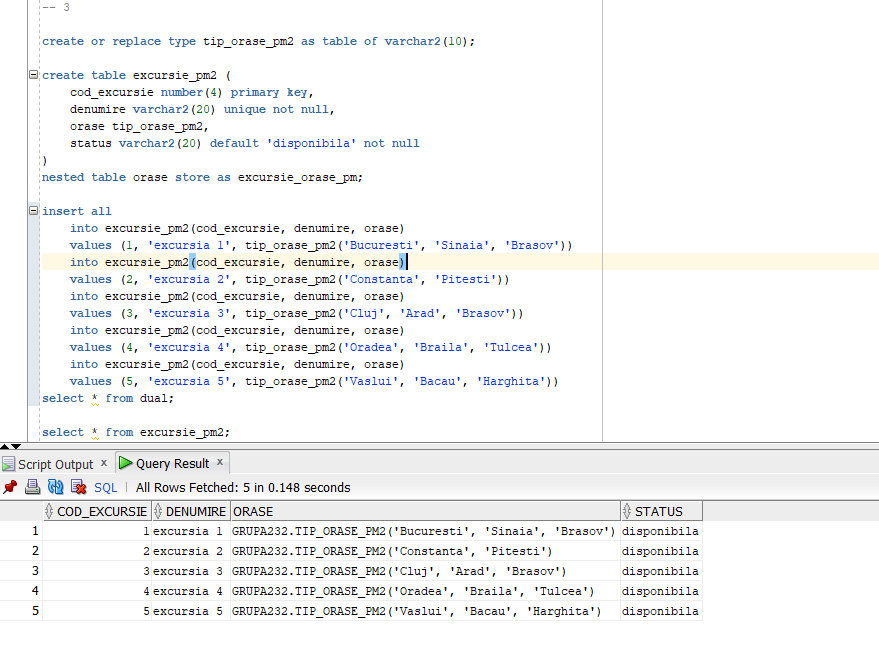 -- 3
create or replace type tip_orase_pm2 as table of varchar2(10);
create table excursie_pm2 (
cod_excursie number(4) primary key,
denumire varchar2(20) unique not null,
orase tip_orase_pm2,
status varchar2(20) default 'disponibila' not null
)
nested table orase store as excursie_orase_pm;
insert all
into excursie_pm2(cod_excursie, denumire, orase)
values (1, 'excursia 1', tip_orase_pm2('Bucuresti', 'Sinaia', 'Brasov'))
into excursie_pm2(cod_excursie, denumire, orase)
values (2, 'excursia 2', tip_orase_pm2('Constanta', 'Pitesti'))
into excursie_pm2(cod_excursie, denumire, orase)
values (3, 'excursia 3', tip_orase_pm2('Cluj', 'Arad', 'Brasov'))
into excursie_pm2(cod_excursie, denumire, orase)
values (4, 'excursia 4', tip_orase_pm2('Oradea', 'Braila', 'Tulcea'))
into excursie_pm2(cod_excursie, denumire, orase)
values (5, 'excursia 5', tip_orase_pm2('Vaslui', 'Bacau', 'Harghita'))
select * from dual;
select * from excursie_pm2;
Script Output x Query Result x
SQL | All Rows Fetched: 5 in 0.148 seconds
COD_EXCURSIE DENUMIRE ORASE STATUS
1 1 excursia 1 GRUPA232.TIP_ORASE_PM2('Bucuresti', 'Sinaia', 'Brasov') disponibila
2 2 excursia 2 GRUPA232.TIP_ORASE_PM2('Constanta', 'Pitesti') disponibila
3 3 excursia 3 GRUPA232.TIP_ORASE_PM2('Cluj', 'Arad', 'Brasov') disponibila
4 4 excursia 4 GRUPA232.TIP_ORASE_PM2('Oradea', 'Braila', 'Tulcea') disponibila
5 5 excursia 5 GRUPA232.TIP_ORASE_PM2('Vaslui', 'Bacau', 'Harghita') disponibila